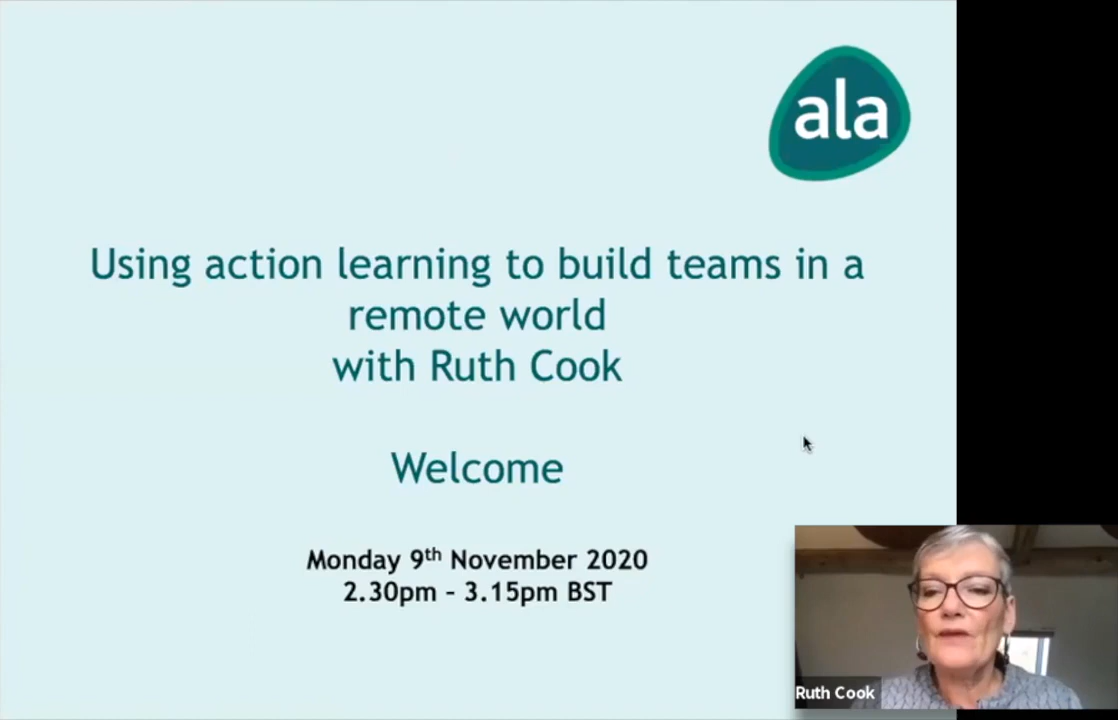 ala
Using action learning to build teams in a
remote world
with Ruth Cook
Welcome
Monday 9th November 2020
2.30pm – 3.15pm BST
Ruth Cook